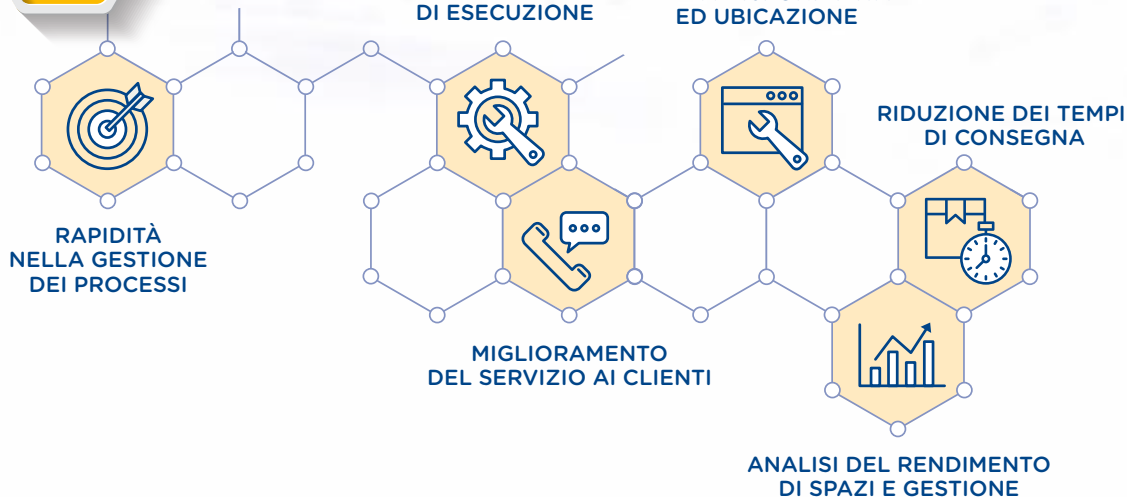 DI ESECUZIONE
ED UBICAZIONE
RIDUZIONE DEI TEMPI
DI CONSEGNA
RAPIDITÀ
NELLA GESTIONE
DEI PROCESSI
MIGLIORAMENTO
DEL SERVIZIO AI CLIENTI
ANALISI DEL RENDIMENTO
DI SPAZI E GESTIONE